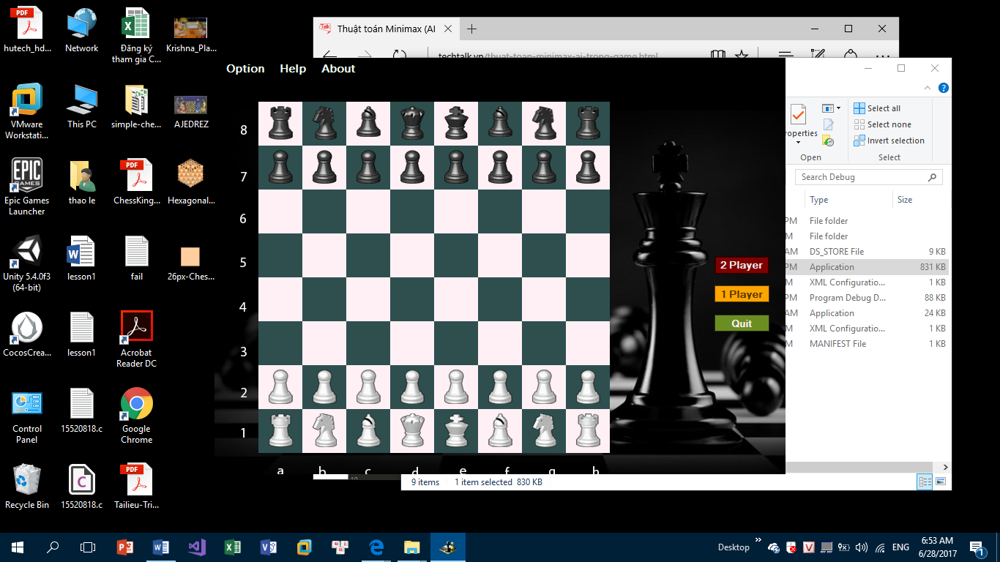 hutech_hd...
Network
Đăng ký
tham gia C...
Krishna_Pla...
VMware
Workstati...
This PC
simple-che...
AJEDREZ
EPIC
GAMES
Epic Games
Launcher
thao le
PDF
ChessKing...
Hexagonal...
Unity 5.4.0f3
(64-bit)
lesson1
fail
26px-Ches...
CocosCrea...
lesson1
Acrobat
Reader DC
Control
Panel
15520818.c
Google
Chrome
Recycle Bin
15520818.c
PDF
Tailieu-Tri...
PDF
Talk
Thuật toán Minimax (AI
techtalk.vn/thuat-toan-minimax-ai-trong-game.html
Option Help About
8
7
6
5
4
3
2
1
a b c d e f g h
2 Player
1 Player
Quit
roperties
Open
Select all
Select none
Invert selection
Select
Search Debug
Type Size
PM File folder
M File folder
AM DS_STORE File 9 KB
PM Application 831 KB
M XML Configuratio... 1 KB
PM Program Debug D... 88 KB
AM Application 24 KB
M XML Configuratio... 1 KB
M MANIFEST File 1 KB
9 items 1 item selected 830 KB
Desktop
ENG
6:53 AM
6/28/2017
1